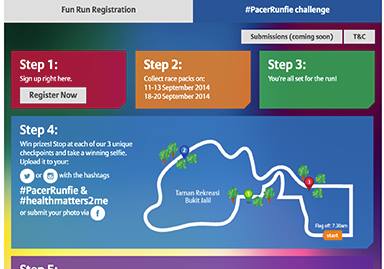 Fun Run Registration
#PacerRunfie challenge
Submissions (coming soon)
T&C
Step 1:
Sign up right here.
Register Now
Step 2:
Collect race packs on:
11-13 September 2014
18-20 September 2014
Step 3:
You're all set for the run!
Step 4:
Win prizes! Stop at each of our 3 unique
checkpoints and take a winning selfie.
Upload it to your:
or
with the hashtags
#PacerRunfie &
#healthmatters2me
or submit your photo via
2
Taman Rekreasi
Bukit Jalil
1
3
Flag off: 7.30am
start
Step 5: